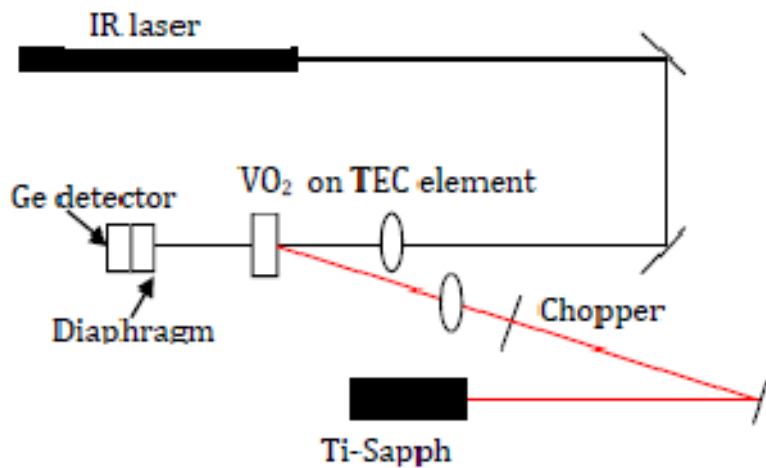 IR laser
VO₂ on TEC element
Ge detector
Diaphragm
Chopper
Ti-Sapph